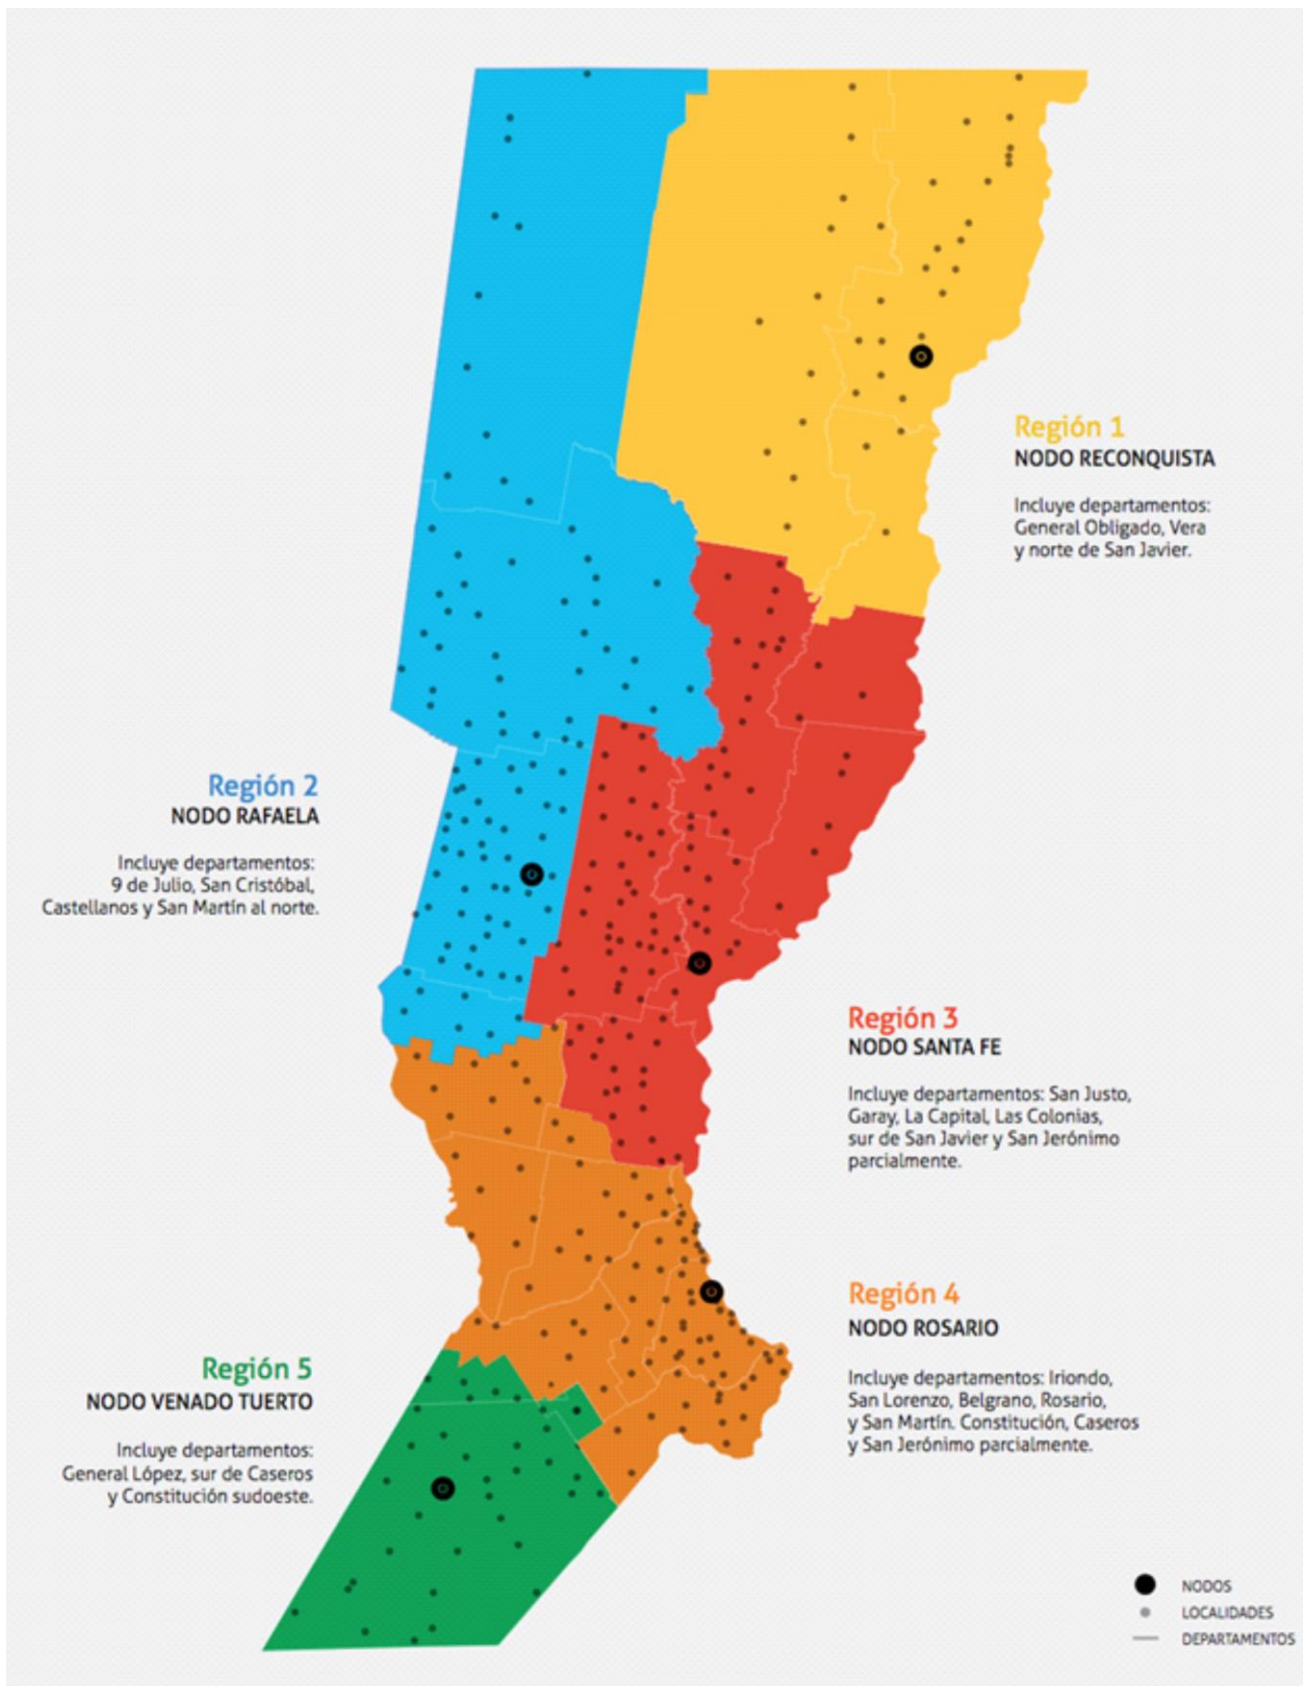 Región 1
NODO RECONQUISTA
Incluye departamentos:
General Obligado, Vera
y norte de San Javier.
Región 2
NODO RAFAELA
Incluye departamentos:
9 de Julio, San Cristóbal,
Castellanos y San Martín al norte.
Región 3
NODO SANTA FE
Incluye departamentos: San Justo,
Garay, La Capital, Las Colonias,
sur de San Javier y San Jerónimo
parcialmente.
Región 4
NODO ROSARIO
Incluye departamentos: Iriondo,
San Lorenzo, Belgrano, Rosario,
y San Martín. Constitución, Caseros
y San Jerónimo parcialmente.
Región 5
NODO VENADO TUERTO
Incluye departamentos:
General López, sur de Caseros
y Constitución sudoeste.
NODOS
LOCALIDADES
DEPARTAMENTOS